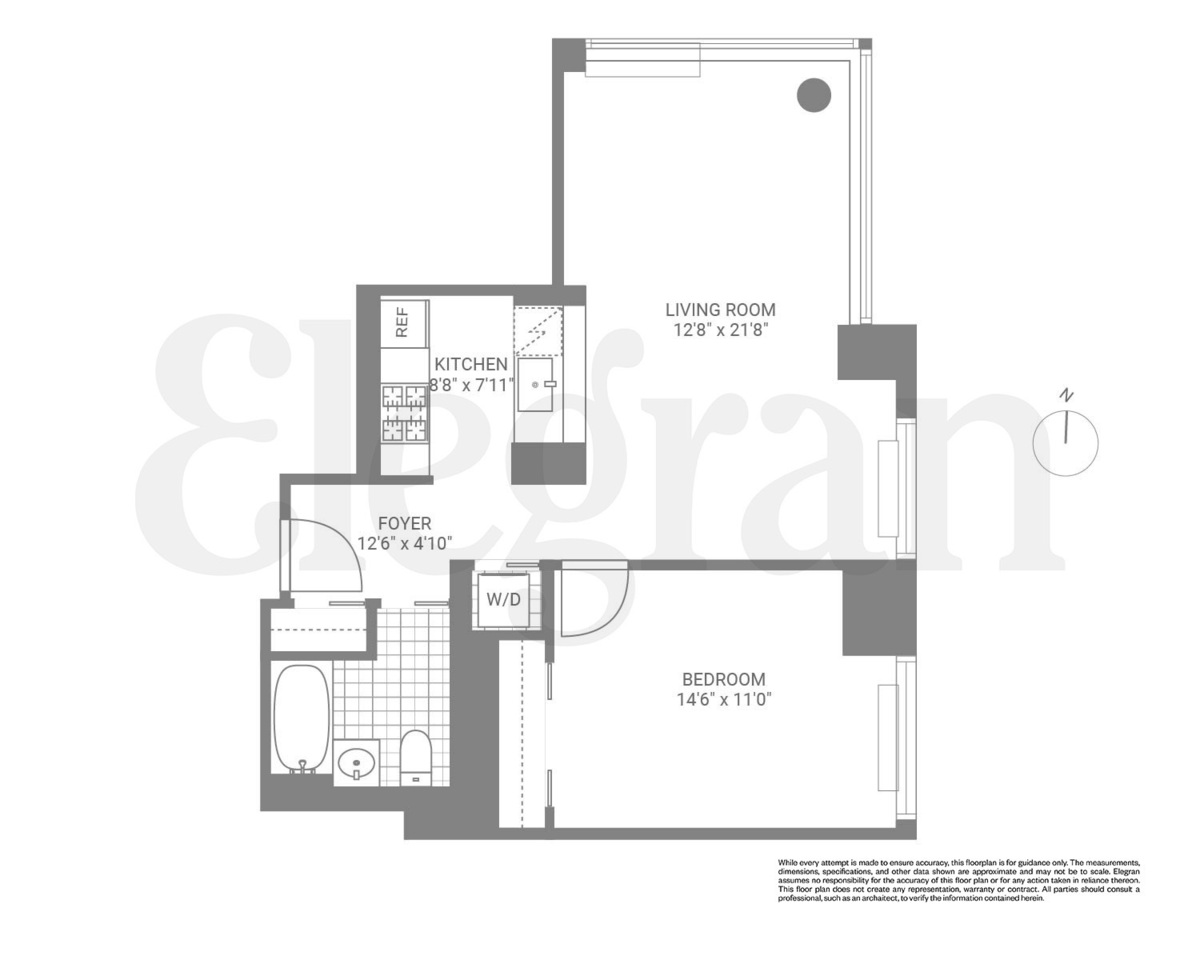 LIVING ROOM
12'8" x 21'8"
REF
KITCHEN
8'8" x 7'11"
N
Elegran
FOYER
12'6" x 4'10"
W/D
BEDROOM
14'6" x 11'0"
While every attempt is made to ensure accuracy, this floorplan is for guidance only. The measurements,
dimensions, specifications, and other data shown are approximate and may not be to scale. Elegran
assumes no responsibility for the accuracy of this floor plan or for any action taken in reliance thereon.
This floor plan does not create any representation, warranty or contract. All parties should consult a
professional, such as an architect, to verify the information contained herein.